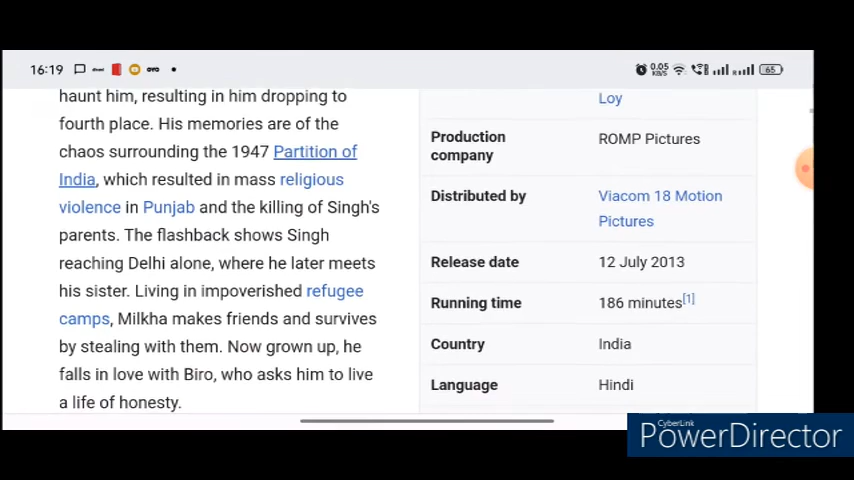 16:19
0.05
KB/S
65
haunt him, resulting in him dropping to
fourth place. His memories are of the
chaos surrounding the 1947 Partition of
India, which resulted in mass religious
violence in Punjab and the killing of Singh's
parents. The flashback shows Singh
reaching Delhi alone, where he later meets
his sister. Living in impoverished refugee
camps, Milkha makes friends and survives
by stealing with them. Now grown up, he
falls in love with Biro, who asks him to live
a life of honesty.
Loy
Production
company
ROMP Pictures
Distributed by
Viacom 18 Motion
Pictures
Release date
12 July 2013
Running time
186 minutes[1]
Country
India
Language
Hindi
CyberLink
PowerDirector